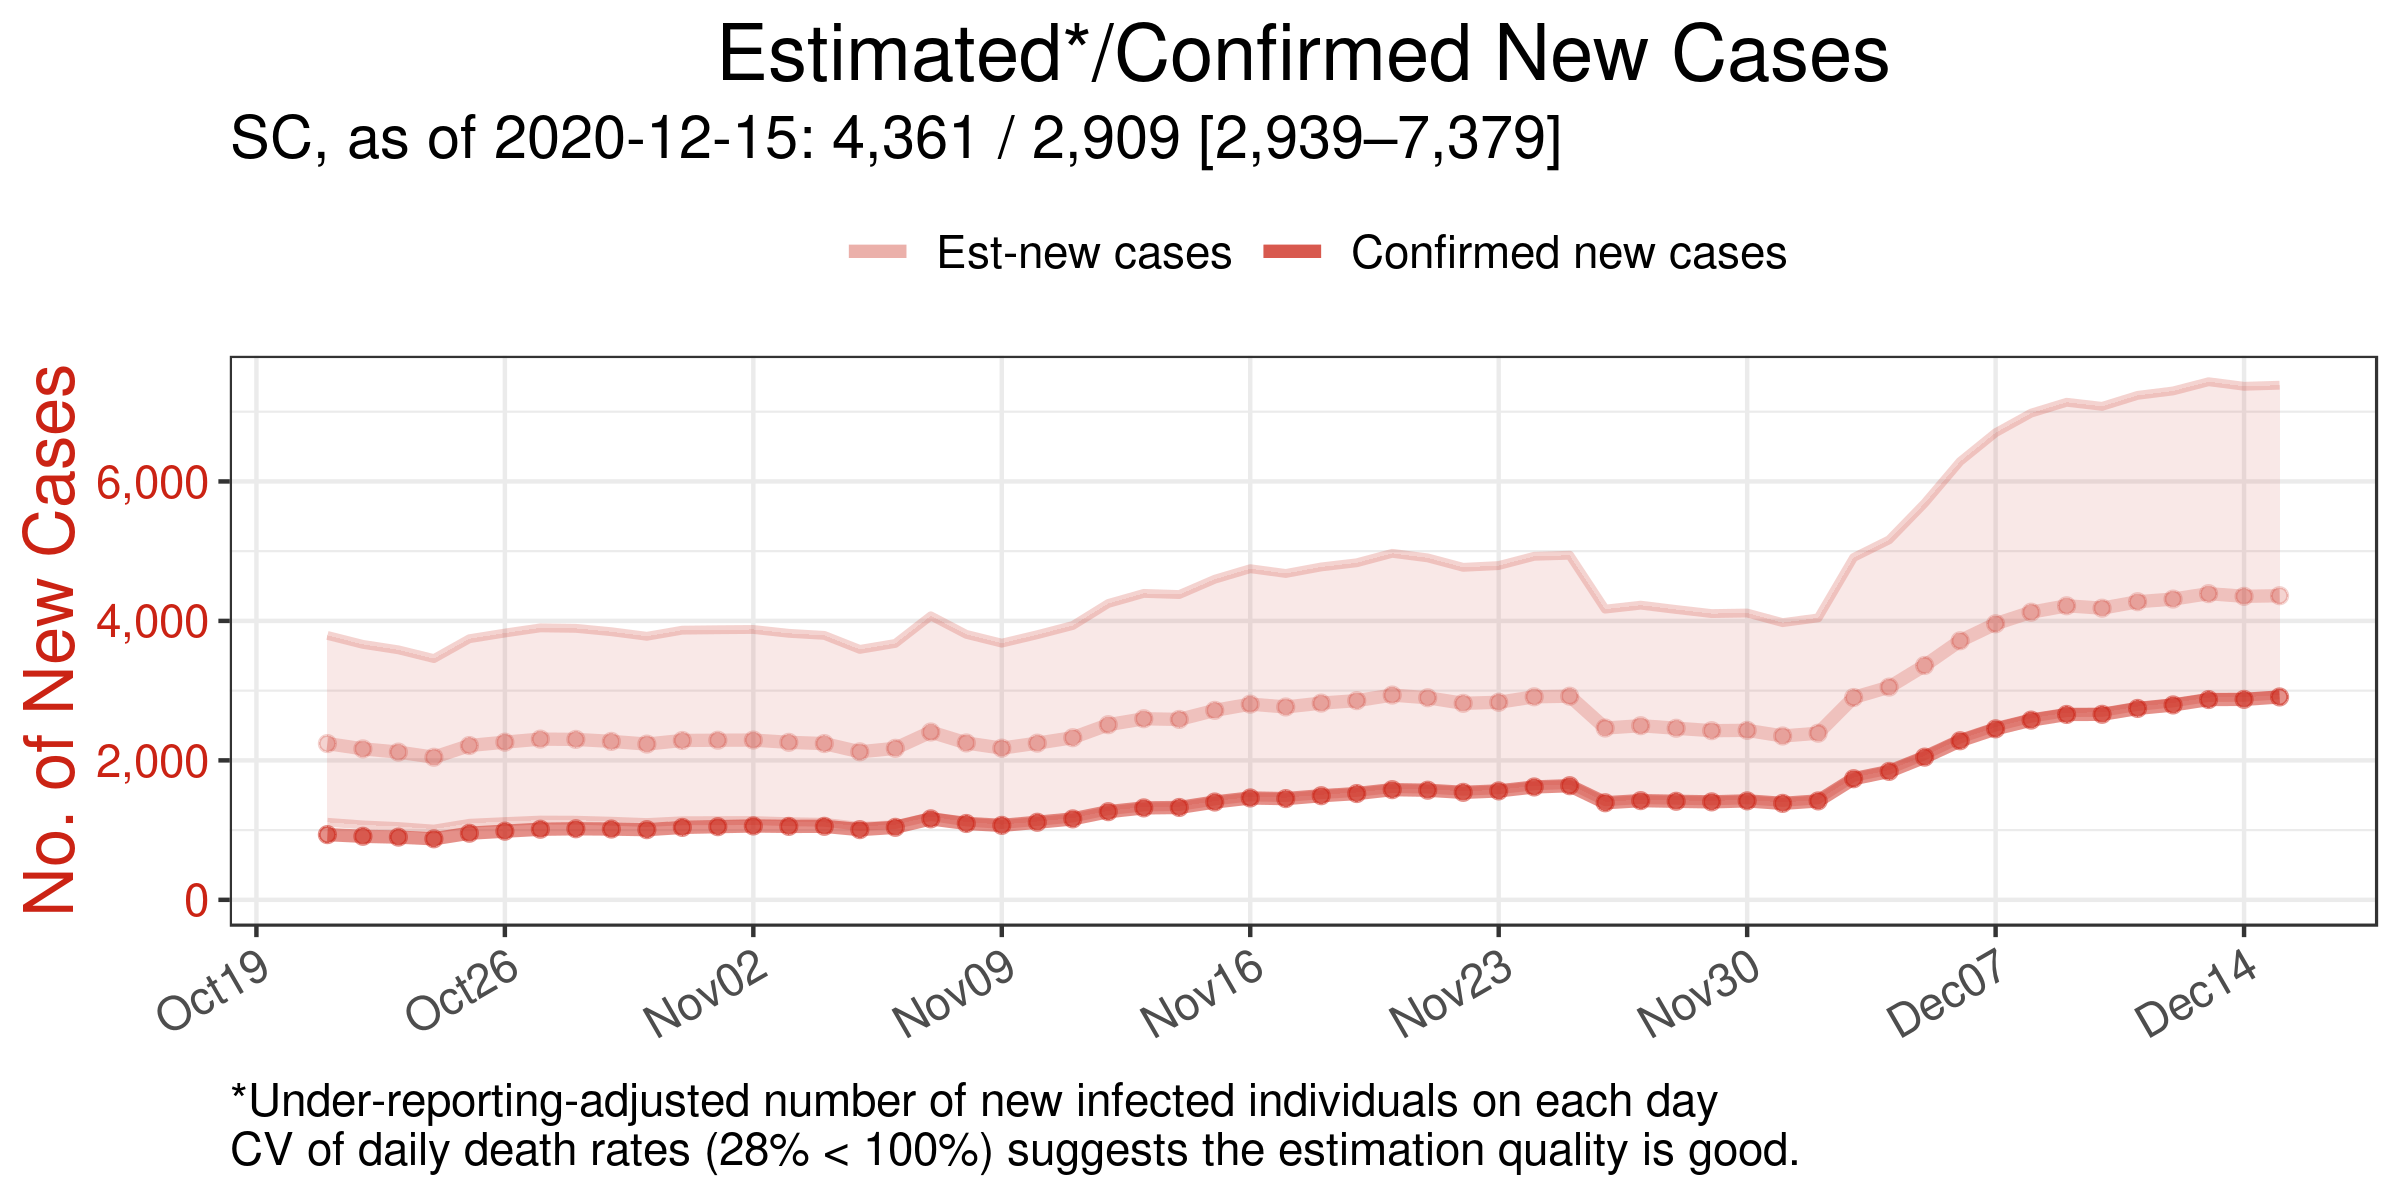 Estimated*/Confirmed New Cases
SC, as of 2020-12-15: 4,361 / 2,909 [2,939–7,379]
Est-new cases
Confirmed new cases
No. of New Cases
6,000
4,000
2,000
0
Oct19
Oct26
Nov02
Nov09
Nov16
Nov23
Nov30
Dec07
Dec14
*Under-reporting-adjusted number of new infected individuals on each day
CV of daily death rates (28% < 100%) suggests the estimation quality is good.